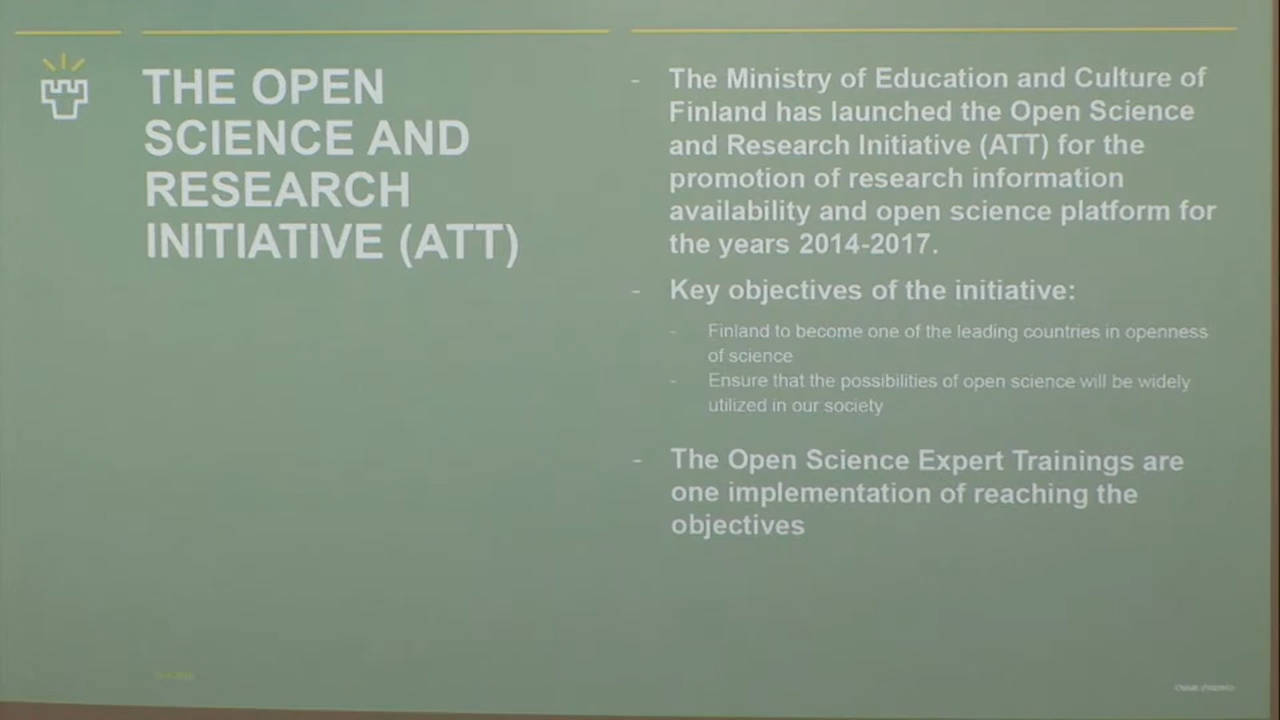 THE OPEN
SCIENCE AND
RESEARCH
INITIATIVE (ATT)
- The Ministry of Education and Culture of
Finland has launched the Open Science
and Research Initiative (ATT) for the
promotion of research information
availability and open science platform for
the years 2014-2017.
- Key objectives of the initiative:
- Finland to become one of the leading countries in openness
of science
- Ensure that the possibilities of open science will be widely
utilized in our society
- The Open Science Expert Trainings are
one implementation of reaching the
objectives